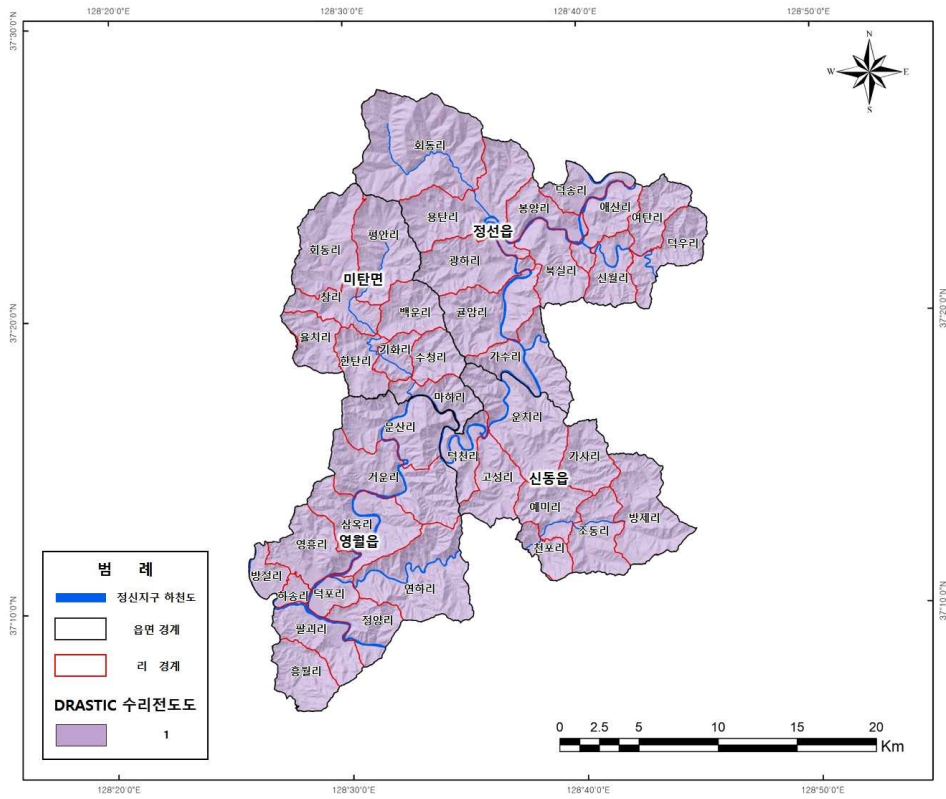 128°20'0"E
128°30'0"E
128°40'0"E
128°50'0"E
37°30'0"N
N
W
E
S
회동리
덕송리
용탄리
봉양리
애산리
여탄리
정선읍
덕우리
평안리
회동리
광하리
북실리
신월리
미탄면
창리
백운리
귤암리
37°20'0"N
37°20'0"N
율치리
기화리
한탄리
수청리
가수리
마하리
운치리
문산리
덕천리
가사리
거운리
고성리
신동읍
예미리
방제리
삼옥리
조동리
영흥리
영월읍
천포리
방절리
연하리
하송리
덕포리
정양리
팔괴리
흥월리
37°10'0"N
37°10'0"N
범 례
정신지구 하천도
읍면 경계
리 경계
DRASTIC 수리전도도
1
0 2.5 5 10 15 20
Km
128°20'0"E
128°30'0"E
128°40'0"E
128°50'0"E